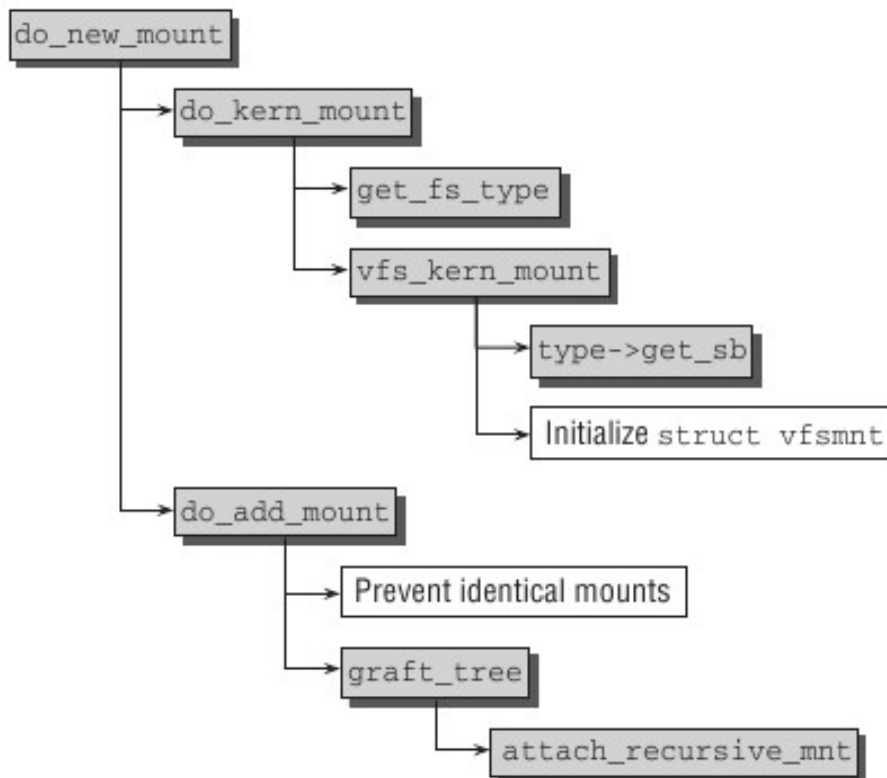 do_new_mount
do_kern_mount
get_fs_type
vfs_kern_mount
type->get_sb
Initialize struct vfsmnt
do_add_mount
Prevent identical mounts
graft_tree
attach_recursive_mnt